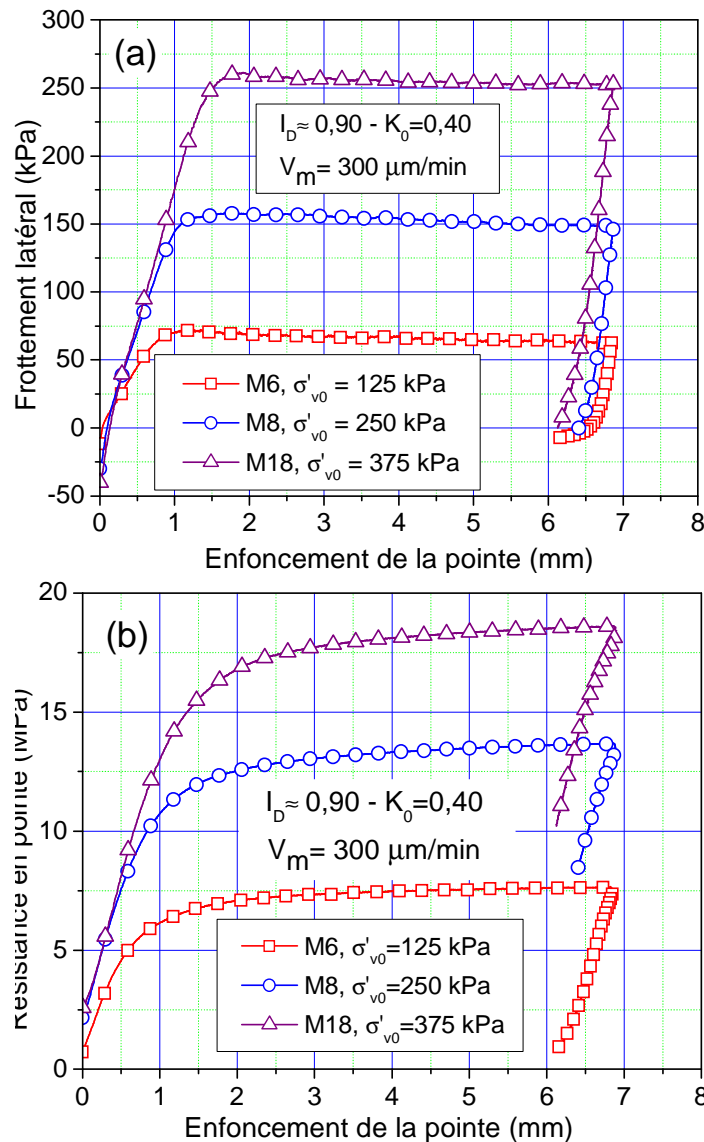 (a)
300
250
200
150
100
50
0
-50
Frottement latéral (kPa)
I_D≈ 0,90 - K_0=0,40
V_m= 300 µm/min
M6, σ'_v0 = 125 kPa
M8, σ'_v0 = 250 kPa
M18, σ'_v0 = 375 kPa
0 1 2 3 4 5 6 7 8
Enfoncement de la pointe (mm)
(b)
20
15
10
5
0
Résistance en pointe (MPa)
I_D≈ 0,90 - K_0=0,40
V_m= 300 µm/min
M6, σ'_v0=125 kPa
M8, σ'_v0=250 kPa
M18, σ'_v0=375 kPa
0 1 2 3 4 5 6 7 8
Enfoncement de la pointe (mm)